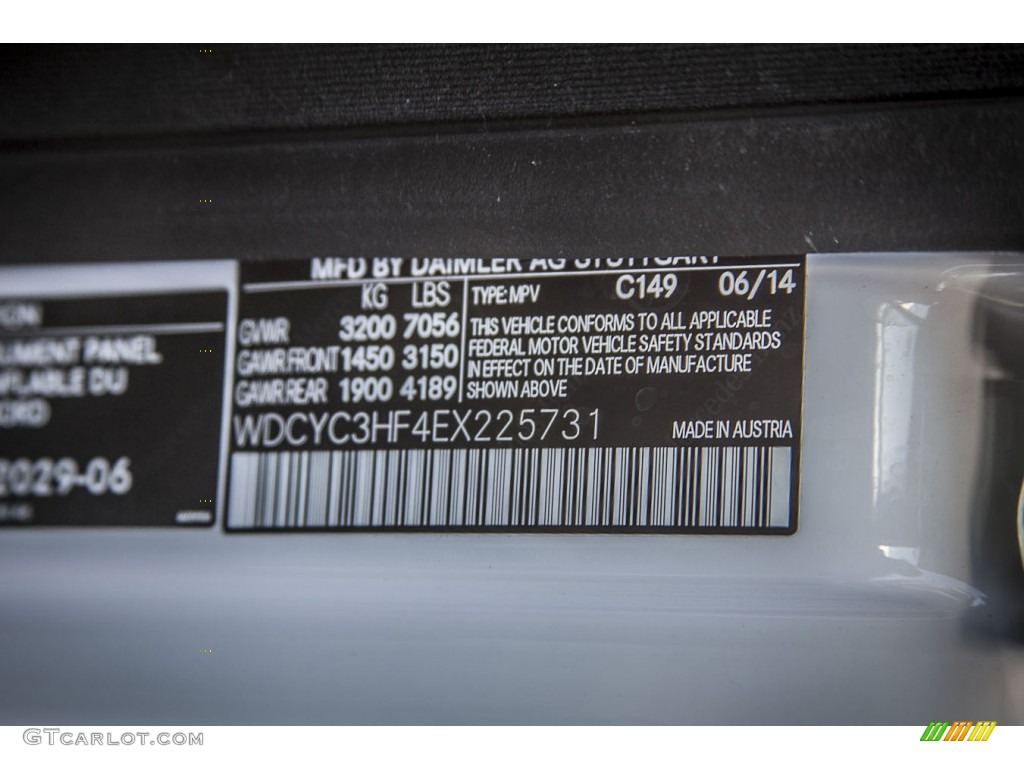 MFD BY DAIMLER AG STUTTGART
KG LBS
GVWR 3200 7056
GAWR FRONT 1450 3150
GAWR REAR 1900 4189
TYPE: MPV C149 06/14
THIS VEHICLE CONFORMS TO ALL APPLICABLE
FEDERAL MOTOR VEHICLE SAFETY STANDARDS
IN EFFECT ON THE DATE OF MANUFACTURE
SHOWN ABOVE
WDCYC3HF4EX225731 MADE IN AUSTRIA
PANEL
DU
2029-06
GTcarlot.com